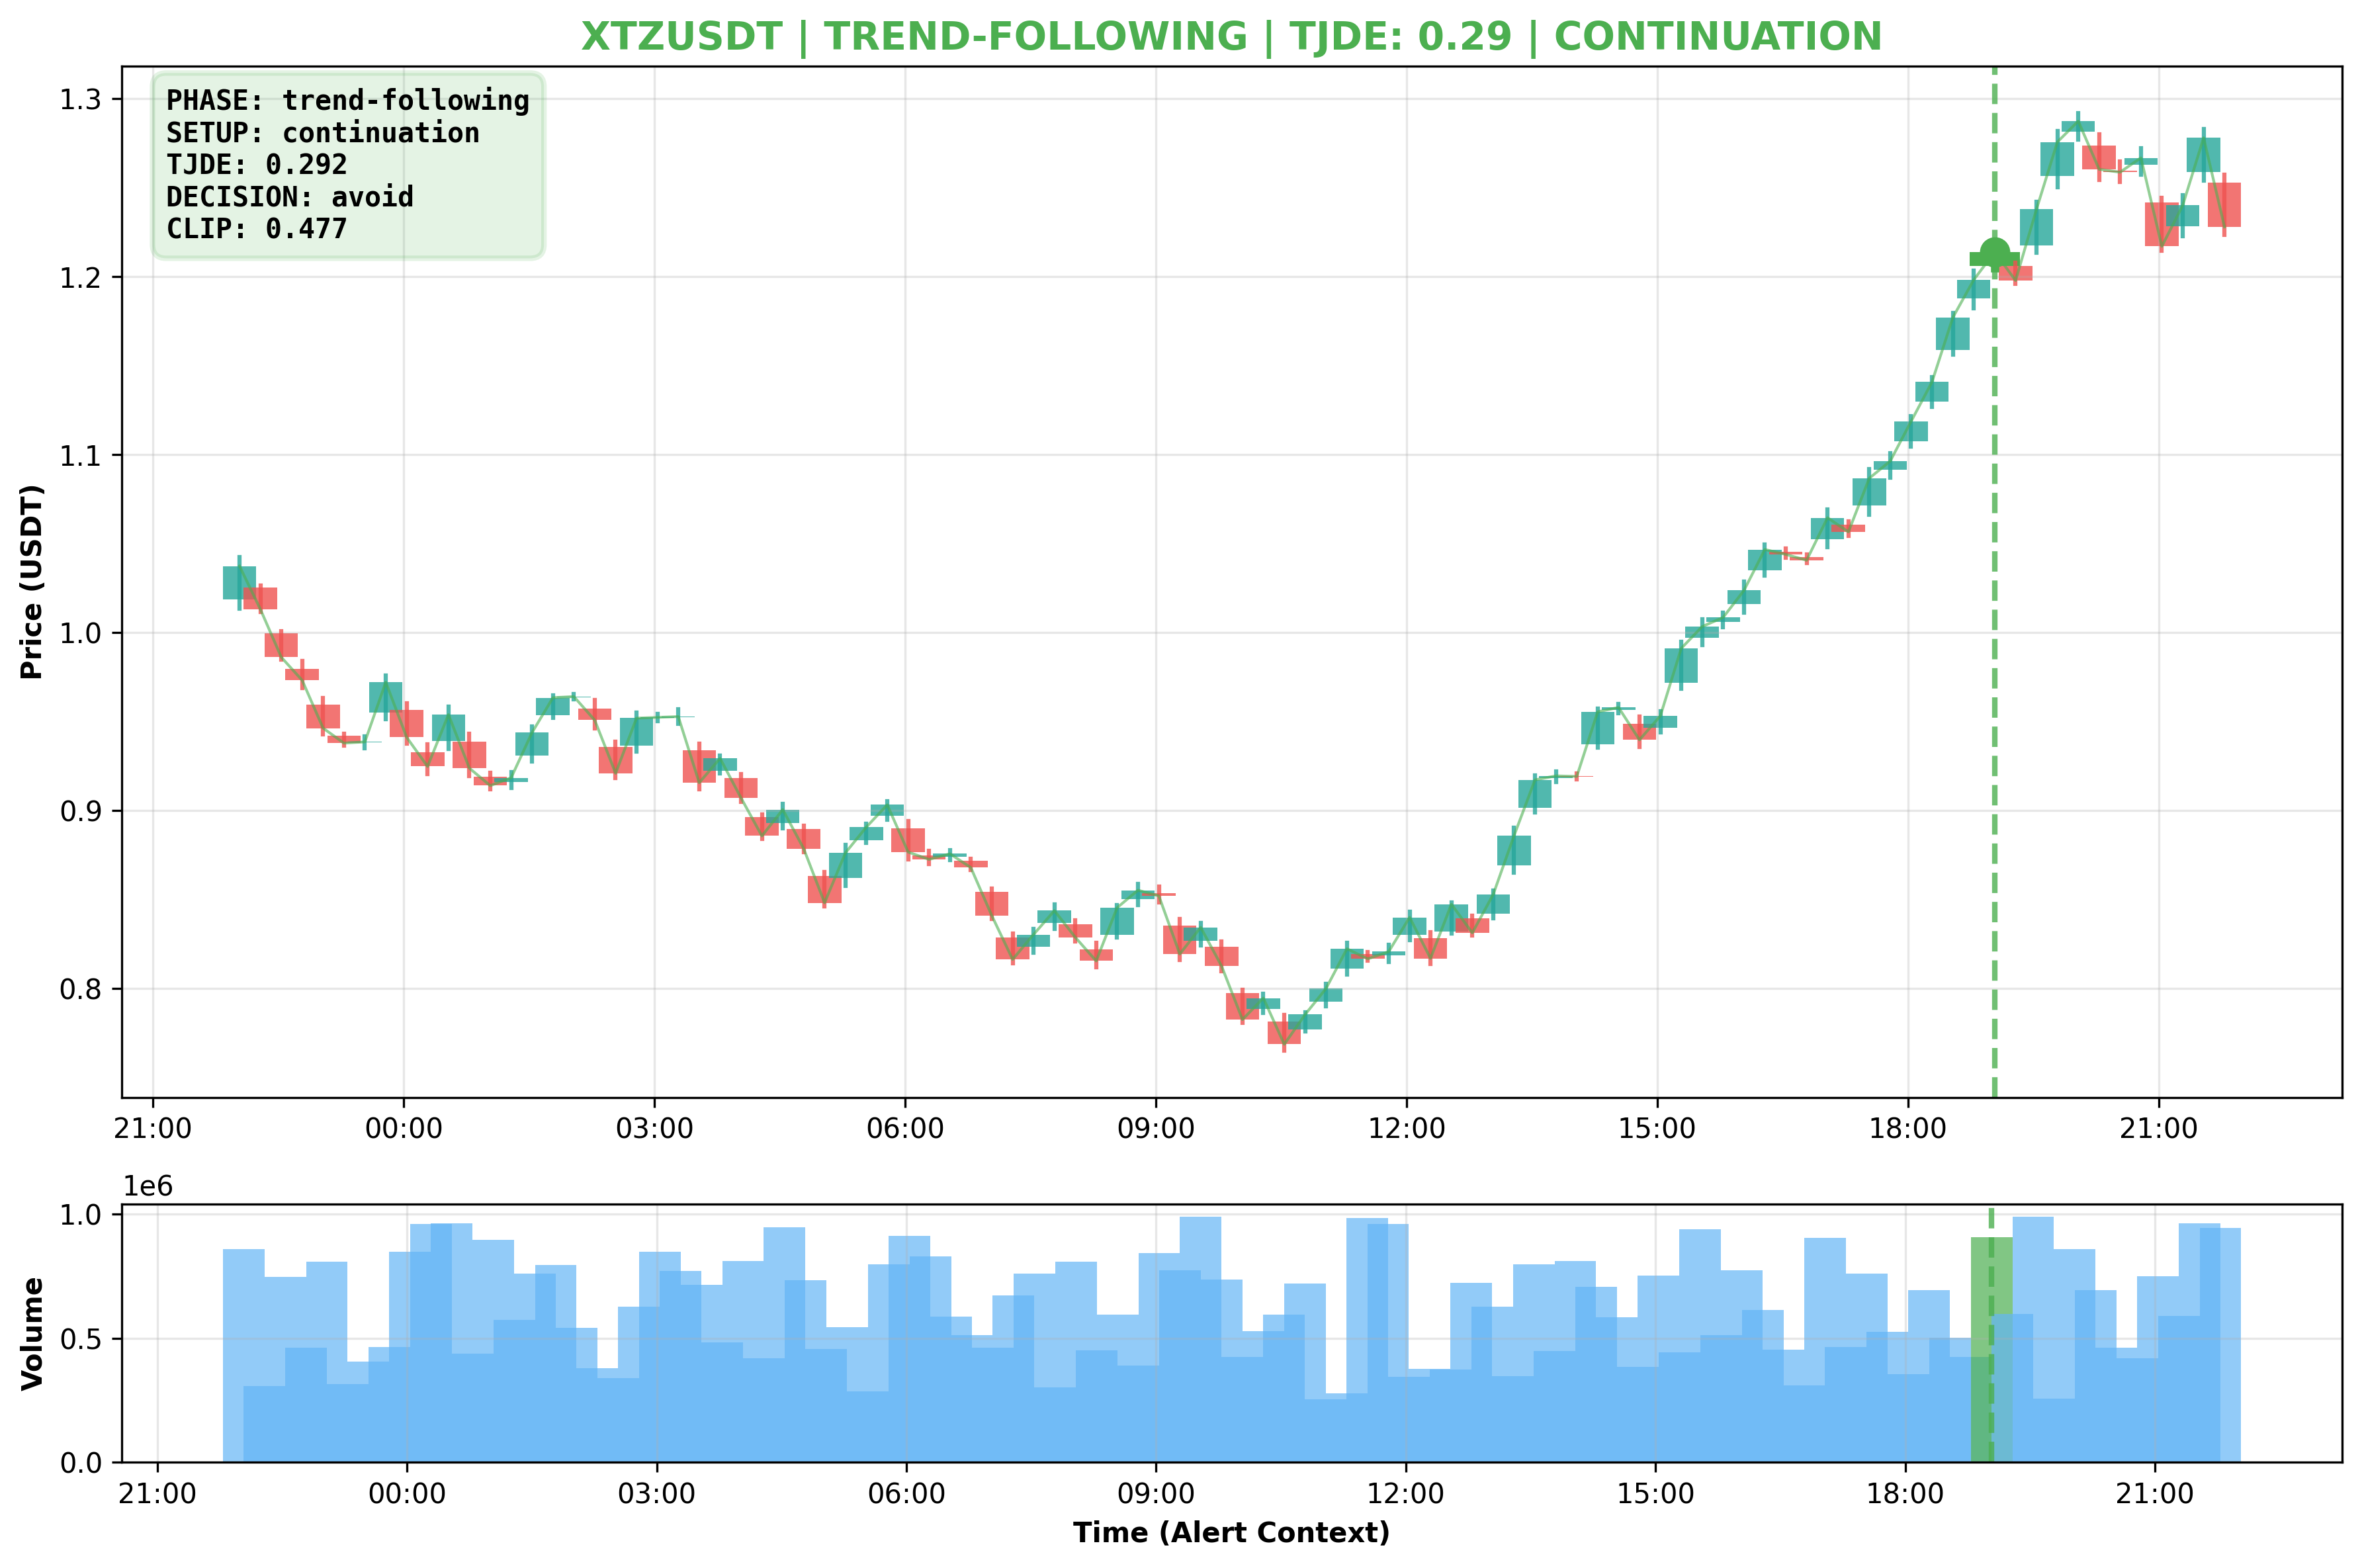 XTZUSDT | TREND-FOLLOWING | TJDE: 0.29 | CONTINUATION
PHASE: trend-following
SETUP: continuation
TJDE: 0.292
DECISION: avoid
CLIP: 0.477
Price (USDT)
1.3
1.2
1.1
1.0
0.9
0.8
21:00 00:00 03:00 06:00 09:00 12:00 15:00 18:00 21:00
1e6
Volume
1.0
0.5
0.0
21:00 00:00 03:00 06:00 09:00 12:00 15:00 18:00 21:00
Time (Alert Context)